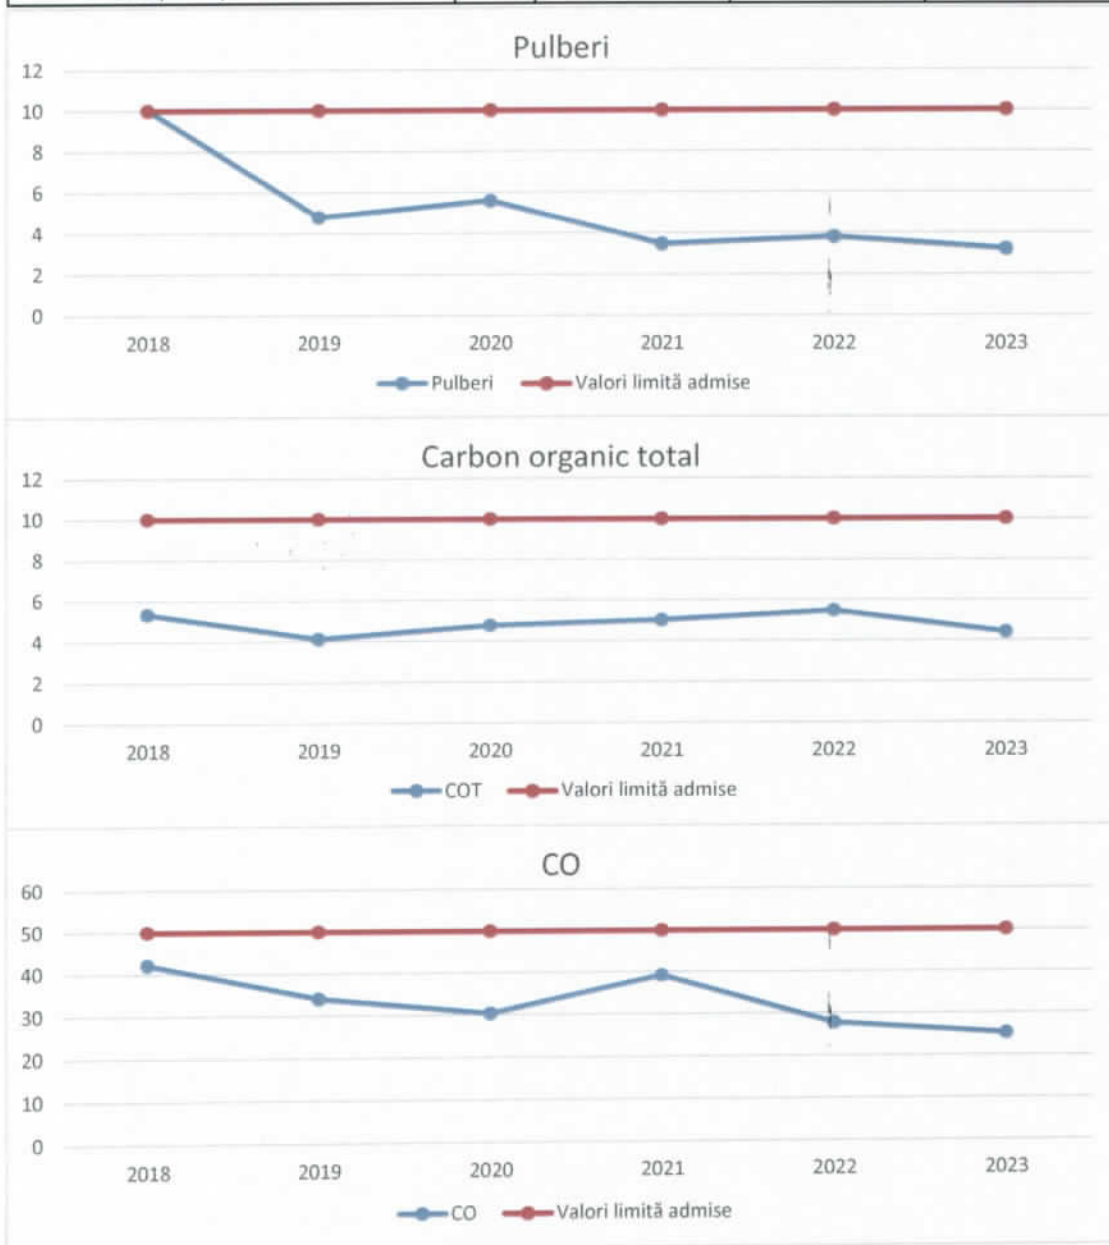 Pulberi
12
10
8
6
4
2
0
2018 2019 2020 2021 2022 2023
Pulberi Valori limită admise
Carbon organic total
12
10
8
6
4
2
0
2018 2019 2020 2021 2022 2023
COT Valori limită admise
CO
60
50
40
30
20
10
0
2018 2019 2020 2021 2022 2023
CO Valori limită admise